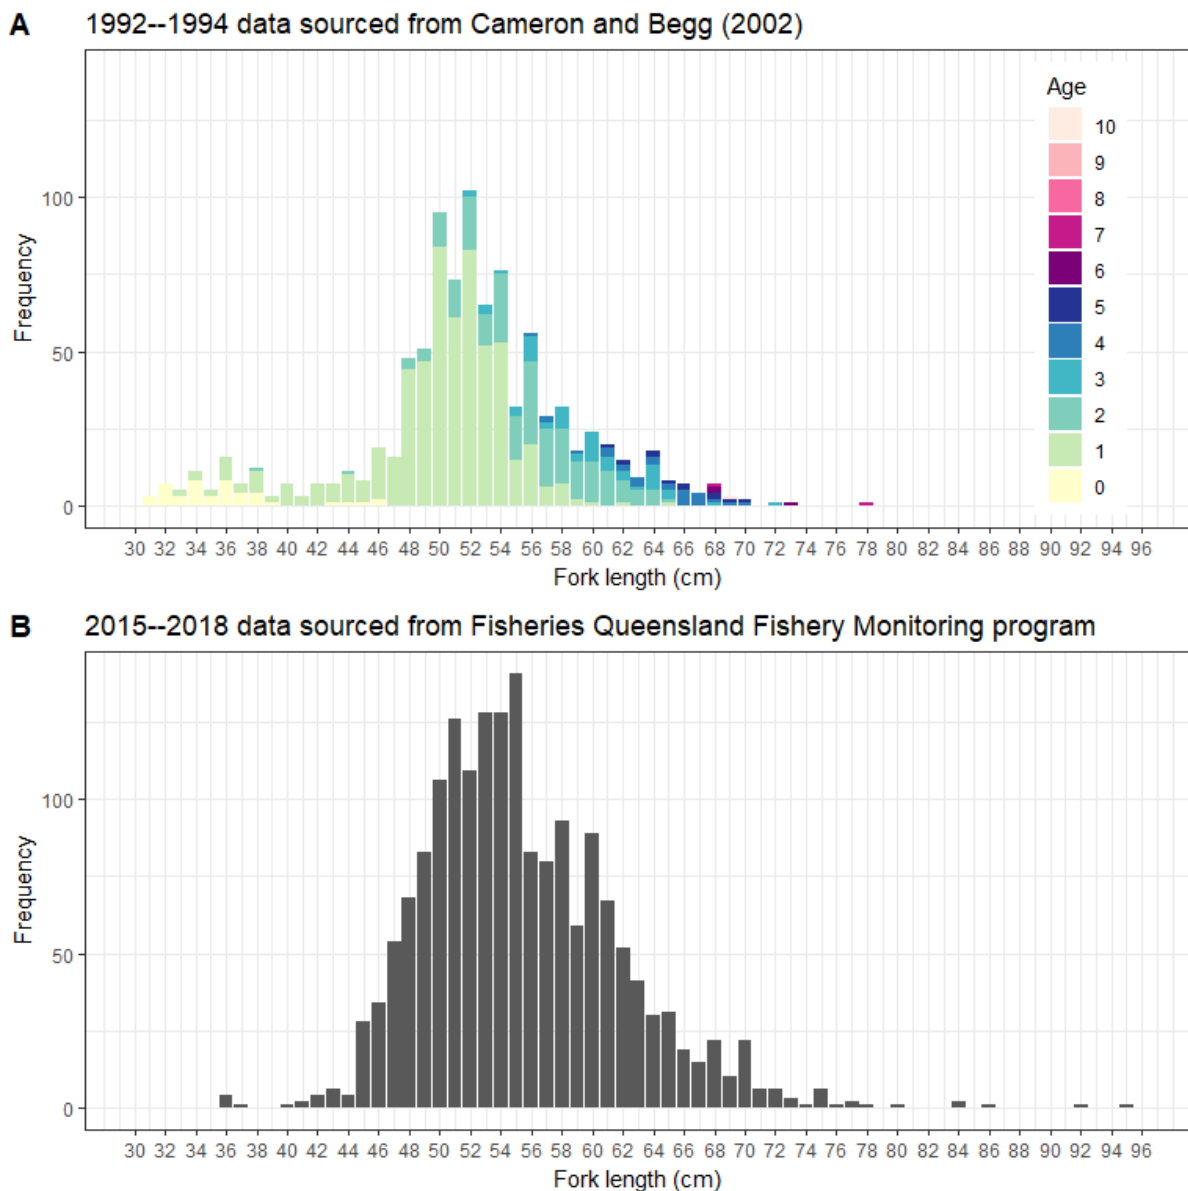 A 1992--1994 data sourced from Cameron and Begg (2002)
Frequency
100
50
0
Age
10
9
8
7
6
5
4
3
2
1
0
30 32 34 36 38 40 42 44 46 48 50 52 54 56 58 60 62 64 66 68 70 72 74 76 78 80 82 84 86 88 90 92 94 96
Fork length (cm)
B 2015--2018 data sourced from Fisheries Queensland Fishery Monitoring program
Frequency
100
50
0
30 32 34 36 38 40 42 44 46 48 50 52 54 56 58 60 62 64 66 68 70 72 74 76 78 80 82 84 86 88 90 92 94 96
Fork length (cm)